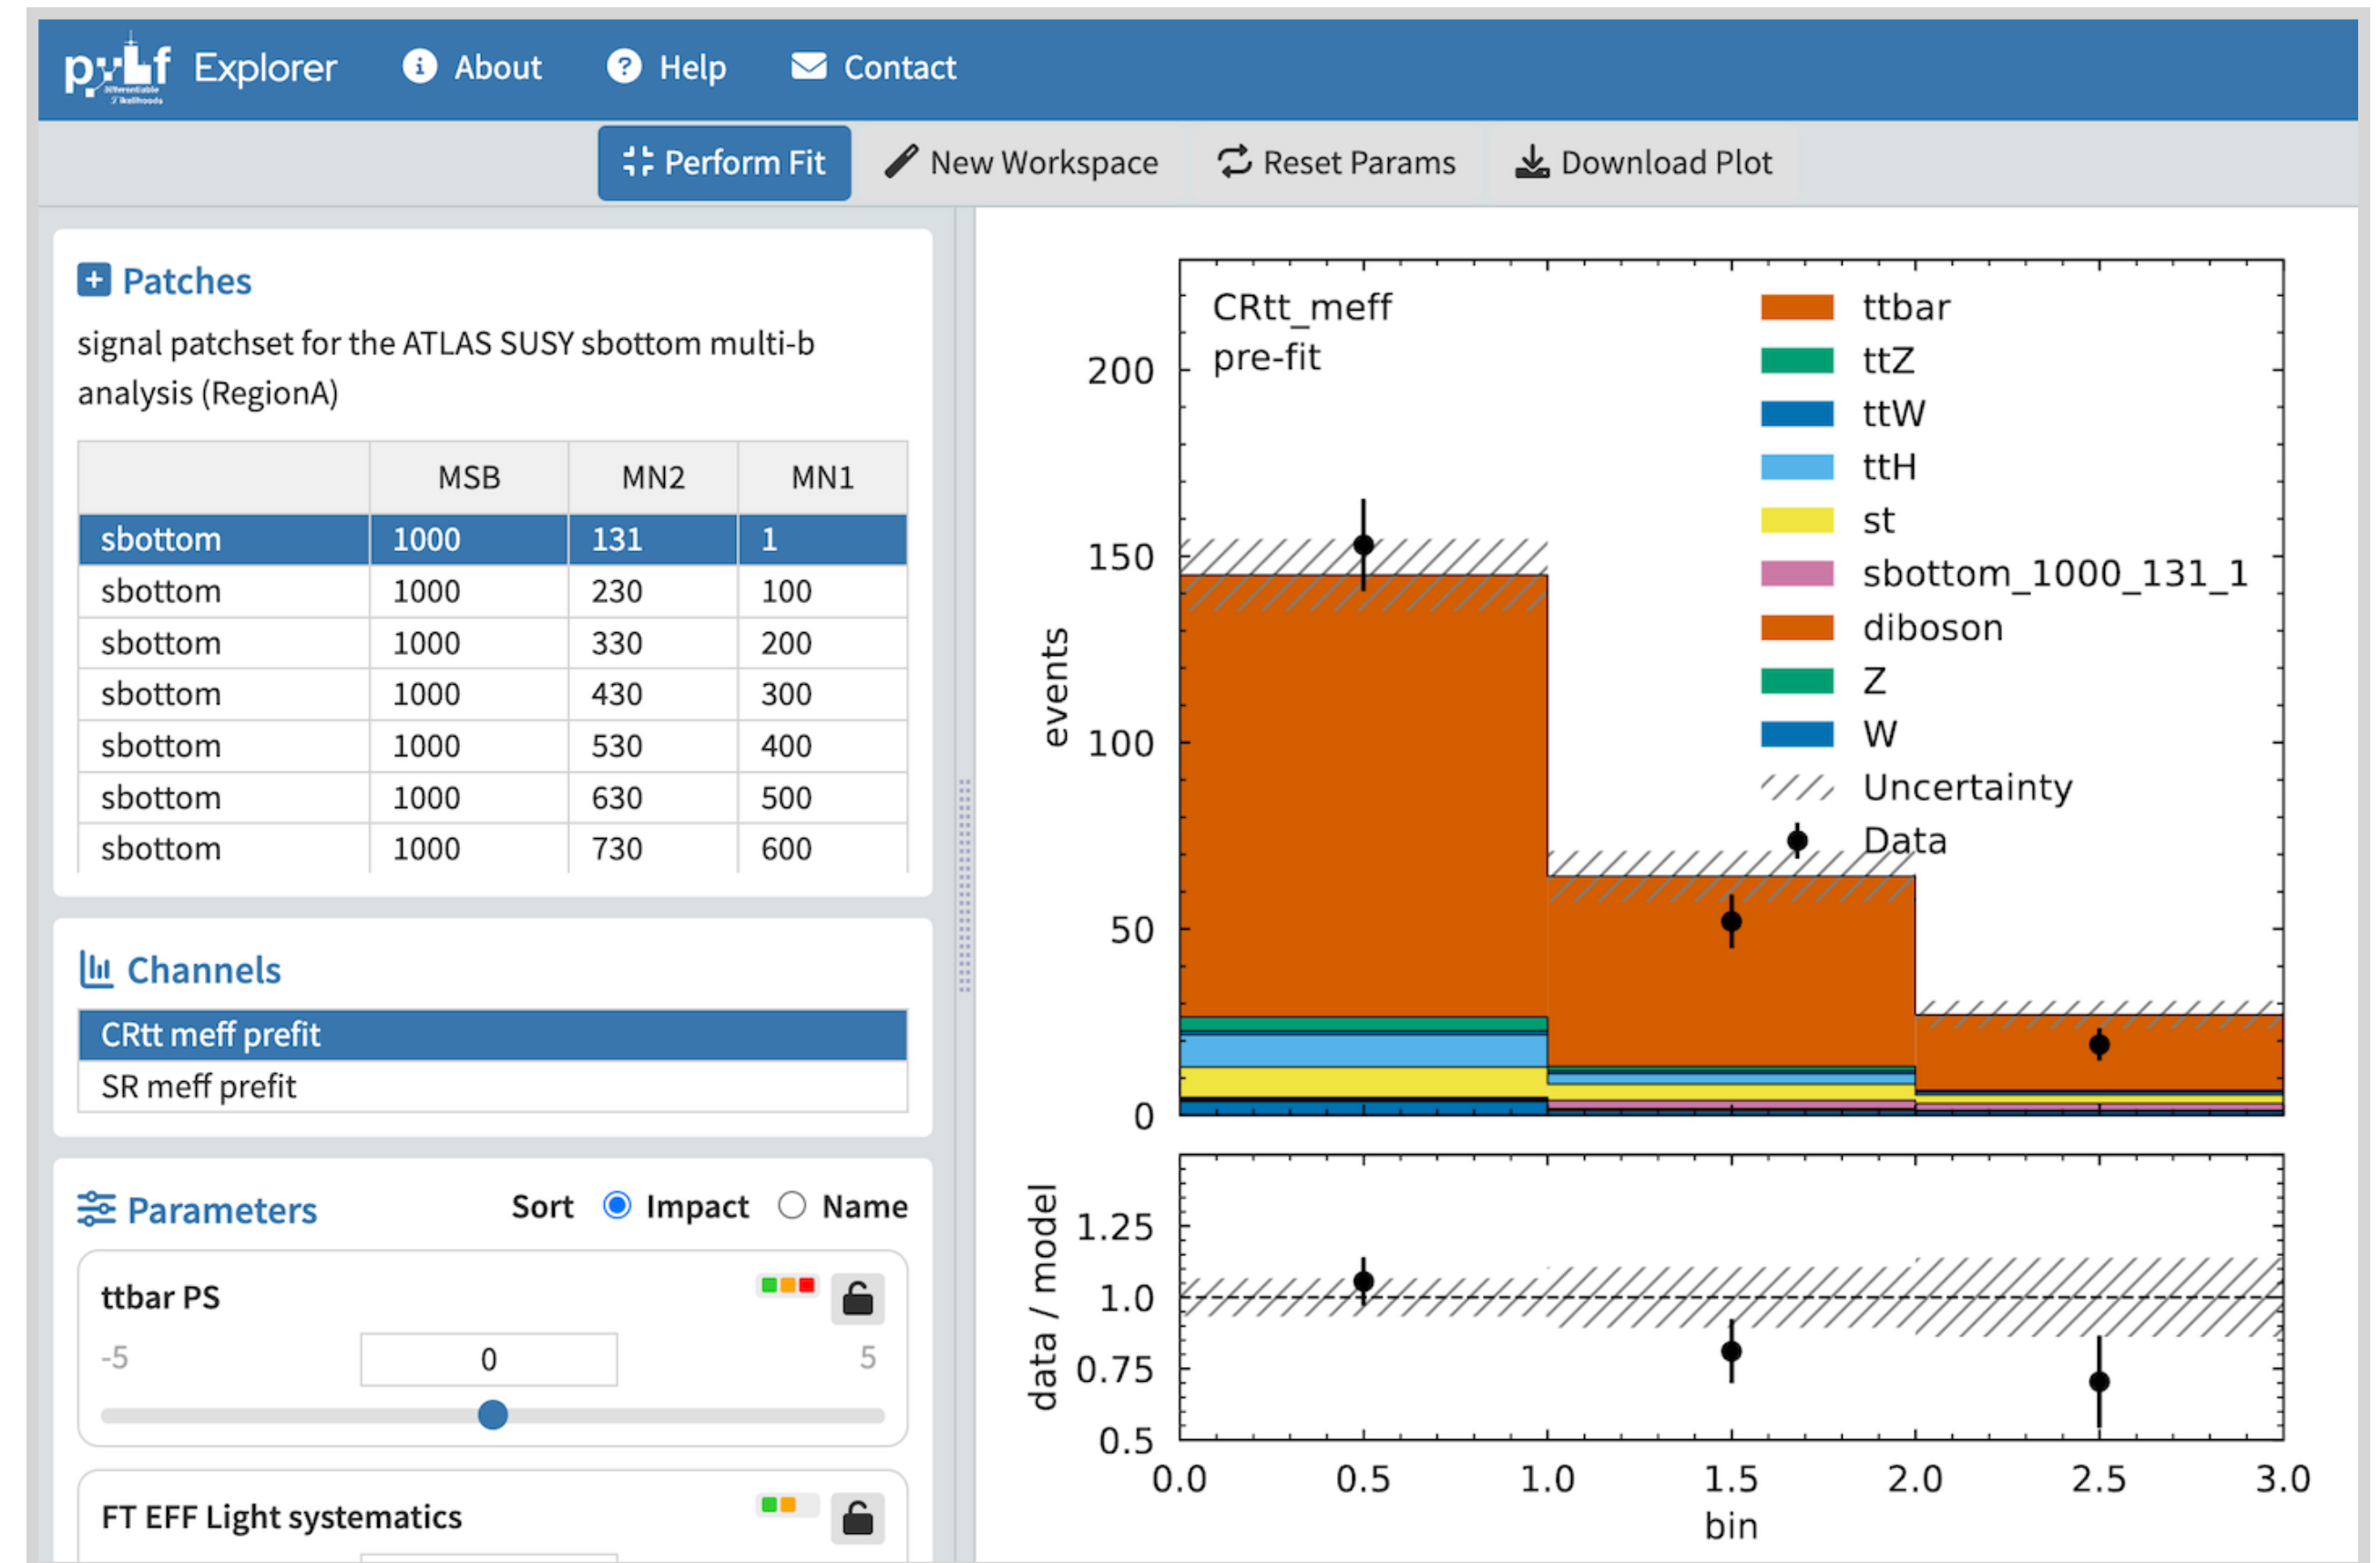 pyhf Explorer About Help Contact
differentiable
likelihoods
Perform Fit New Workspace Reset Params Download Plot
Patches
signal patchset for the ATLAS SUSY sbottom multi-b
analysis (RegionA)
MSB MN2 MN1
sbottom 1000 131 1
sbottom 1000 230 100
sbottom 1000 330 200
sbottom 1000 430 300
sbottom 1000 530 400
sbottom 1000 630 500
sbottom 1000 730 600
Channels
CRtt meff prefit
SR meff prefit
Parameters Sort Impact Name
ttbar PS
-5 0 5
FT EFF Light systematics
CRtt_meff
pre-fit
ttbar
ttZ
ttW
ttH
st
sbottom_1000_131_1
diboson
Z
W
Uncertainty
Data
events
200
150
100
50
0
data / model
1.25
1.0
0.75
0.5
0.0 0.5 1.0 1.5 2.0 2.5 3.0
bin